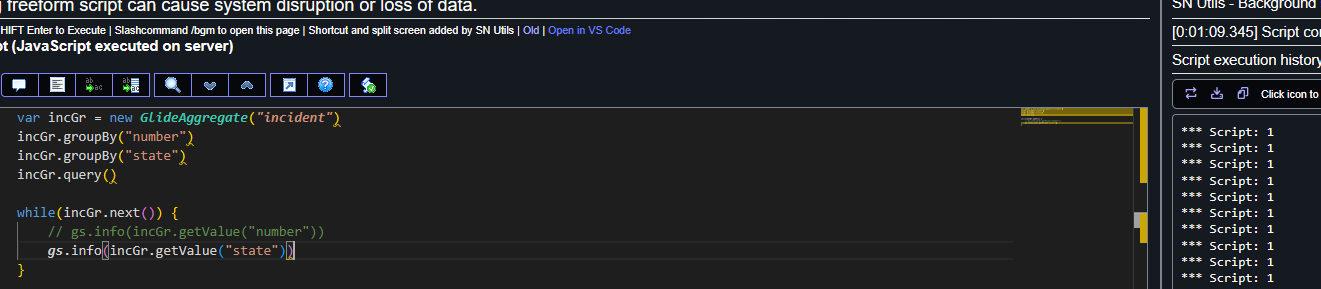 freeform script can cause system disruption or loss of data.
HIFT Enter to Execute | Slashcommand /bgm to open this page | Shortcut and split screen added by SN Utils | Old | Open in VS Code
pt (JavaScript executed on server)
var incGr = new GlideAggregate("incident")
incGr.groupBy("number")
incGr.groupBy("state")
incGr.query()
while(incGr.next()) {
// gs.info(incGr.getValue("number"))
gs.info(incGr.getValue("state"))
}
SN Utils - Background
[0:01:09.345] Script co
Script execution history
Click icon to
*** Script: 1
*** Script: 1
*** Script: 1
*** Script: 1
*** Script: 1
*** Script: 1
*** Script: 1
*** Script: 1
*** Script: 1
*** Script: 1